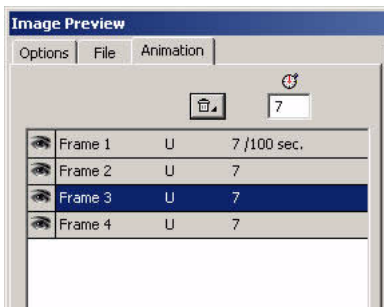 Image Preview
Options File Animation
7
Frame 1 U 7 /100 sec.
Frame 2 U 7
Frame 3 U 7
Frame 4 U 7